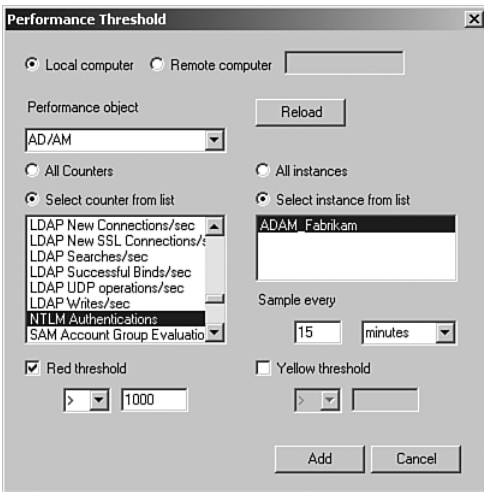 Performance Threshold
Local computer Remote computer
Performance object
Reload
AD/AM
All Counters All instances
Select counter from list Select instance from list
LDAP New Connections/sec
LDAP New SSL Connections/s
LDAP Searches/sec
LDAP Successful Binds/sec
LDAP UDP operations/sec
LDAP Writes/sec
NTLM Authentications
SAM Account Group Evaluatio
ADAM_Fabrikam
Sample every
15 minutes
Red threshold Yellow threshold
> 1000 >
Add Cancel